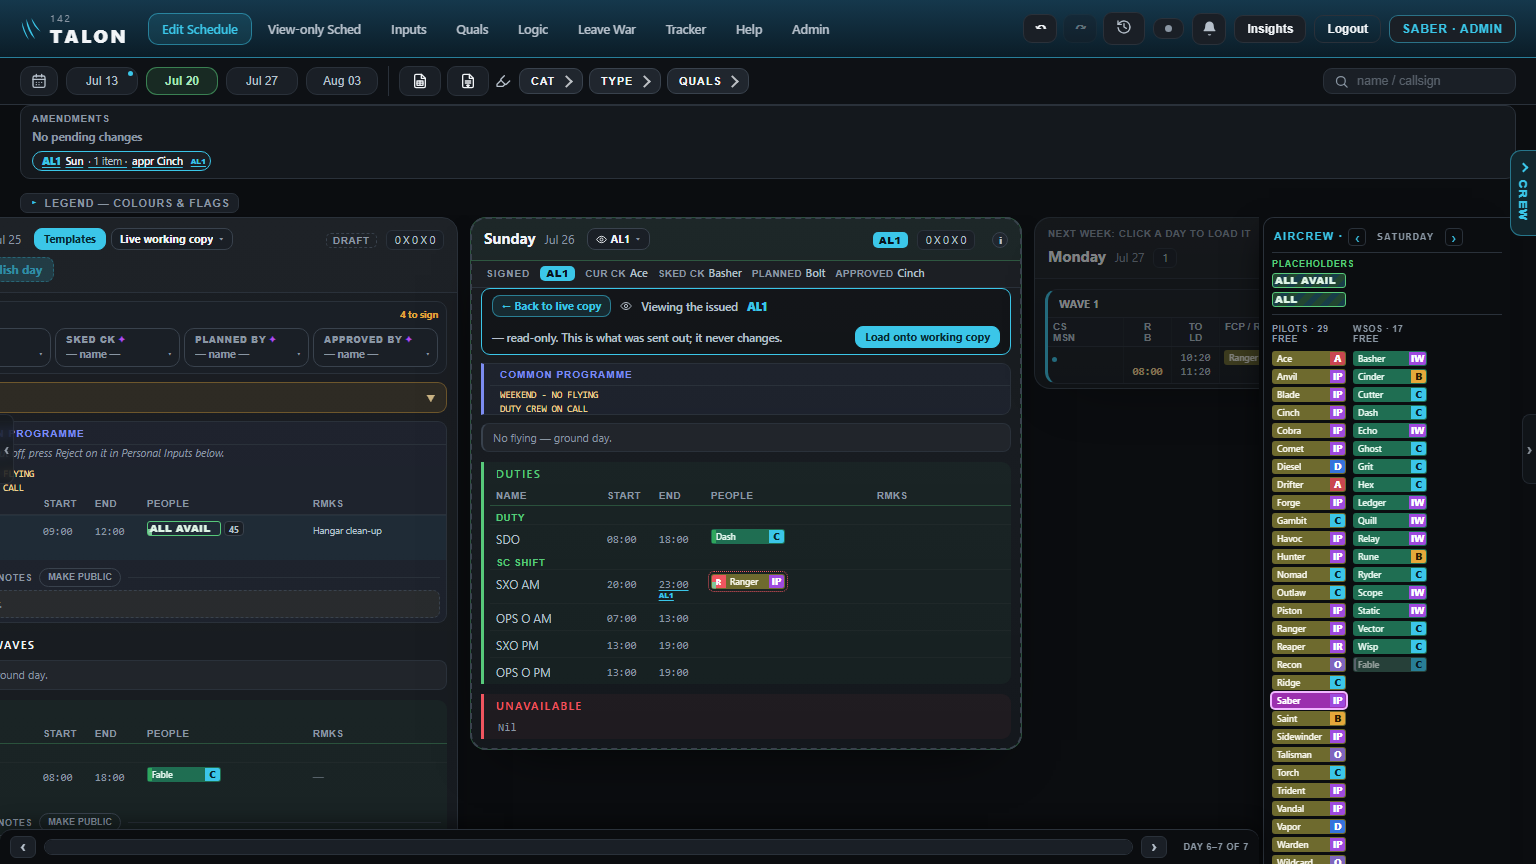 142
TALON
Edit Schedule
View-only Sched
Inputs
Quals
Logic
Leave War
Tracker
Help
Admin
Insights
Logout
SABER · ADMIN
Jul 13
Jul 20
Jul 27
Aug 03
CAT
TYPE
QUALS
name / callsign
AMENDMENTS
No pending changes
AL1 Sun · 1 item · appr Cinch AL1
LEGEND — COLOURS & FLAGS
CREW
Jul 25
Templates
Live working copy
DRAFT
0X0X0
lish day
4 to sign
SKED CK
— name —
PLANNED BY
— name —
APPROVED BY
— name —
PROGRAMME
off, press Reject on it in Personal Inputs below.
FLYING
CALL
START END PEOPLE RMKS
09:00 12:00 ALL AVAIL 45 Hangar clean-up
NOTES MAKE PUBLIC
WAVES
ound day.
START END PEOPLE RMKS
08:00 18:00 Fable C —
NOTES MAKE PUBLIC
Sunday Jul 26
AL1
AL1
0X0X0
i
SIGNED AL1 CUR CK Ace SKED CK Basher PLANNED Bolt APPROVED Cinch
← Back to live copy
Viewing the issued AL1
— read-only. This is what was sent out; it never changes.
Load onto working copy
COMMON PROGRAMME
WEEKEND - NO FLYING
DUTY CREW ON CALL
No flying — ground day.
DUTIES
NAME START END PEOPLE RMKS
DUTY
SDO 08:00 18:00 Dash C
SC SHIFT
SXO AM 20:00 23:00 R Ranger IP
AL1
OPS O AM 07:00 13:00
SXO PM 13:00 19:00
OPS O PM 13:00 19:00
UNAVAILABLE
Nil
NEXT WEEK: CLICK A DAY TO LOAD IT
Monday Jul 27 1
WAVE 1
CS R TO FCP / R
MSN B LD
10:20 Ranger
08:00 11:20
AIRCREW · SATURDAY
PLACEHOLDERS
ALL AVAIL
ALL
PILOTS · 29 FREE
WSOS · 17 FREE
Ace A
Anvil IP
Blade IP
Cinch IP
Cobra IP
Comet IP
Diesel D
Drifter A
Forge IP
Gambit C
Havoc IP
Hunter IP
Nomad C
Outlaw C
Piston IP
Ranger IP
Reaper IR
Recon O
Ridge C
Saber IP
Saint B
Sidewinder IP
Talisman O
Torch C
Trident IP
Vandal IP
Vapor D
Warden IP
Wildcard O
Basher IW
Cinder B
Cutter C
Dash C
Echo IW
Ghost C
Grit C
Hex C
Ledger IW
Quill IW
Relay IW
Rune B
Ryder C
Scope IW
Static IW
Vector C
Wisp C
Fable C
DAY 6–7 OF 7